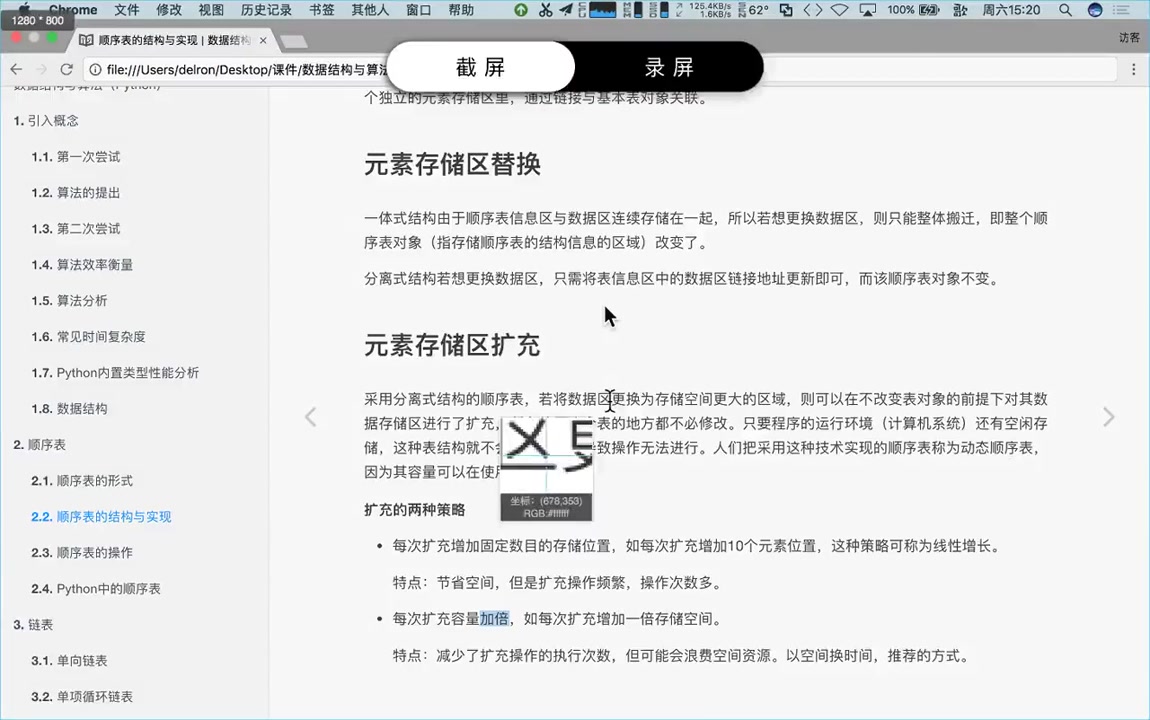 Chrome 文件 修改 视图 历史记录 书签 其他人 窗口 帮助 125.4KB/s 1.6KB/s 62° 100% 周六15:20
1280 * 800
顺序表的结构与实现 | 数据结构 访客
file:///Users/delron/Desktop/课件/数据结构与算法
截 屏 录 屏
数据结构与算法（Python）
1. 引入概念
1.1. 第一次尝试
1.2. 算法的提出
1.3. 第二次尝试
1.4. 算法效率衡量
1.5. 算法分析
1.6. 常见时间复杂度
1.7. Python内置类型性能分析
1.8. 数据结构
2. 顺序表
2.1. 顺序表的形式
2.2. 顺序表的结构与实现
2.3. 顺序表的操作
2.4. Python中的顺序表
3. 链表
3.1. 单向链表
3.2. 单项循环链表
个独立的元素存储区里，通过链接与基本表对象关联。
元素存储区替换
一体式结构由于顺序表信息区与数据区连续存储在一起，所以若想更换数据区，则只能整体搬迁，即整个顺
序表对象（指存储顺序表的结构信息的区域）改变了。
分离式结构若想更换数据区，只需将表信息区中的数据区链接地址更新即可，而该顺序表对象不变。
元素存储区扩充
采用分离式结构的顺序表，若将数据区更换为存储空间更大的区域，则可以在不改变表对象的前提下对其数
据存储区进行了扩充，表的地方都不必修改。只要程序的运行环境（计算机系统）还有空闲存
储，这种表结构就不会致操作无法进行。人们把采用这种技术实现的顺序表称为动态顺序表，
因为其容量可以在使
坐标：(678,353)
RGB:#ffffff
扩充的两种策略
• 每次扩充增加固定数目的存储位置，如每次扩充增加10个元素位置，这种策略可称为线性增长。
特点：节省空间，但是扩充操作频繁，操作次数多。
• 每次扩充容量加倍，如每次扩充增加一倍存储空间。
特点：减少了扩充操作的执行次数，但可能会浪费空间资源。以空间换时间，推荐的方式。